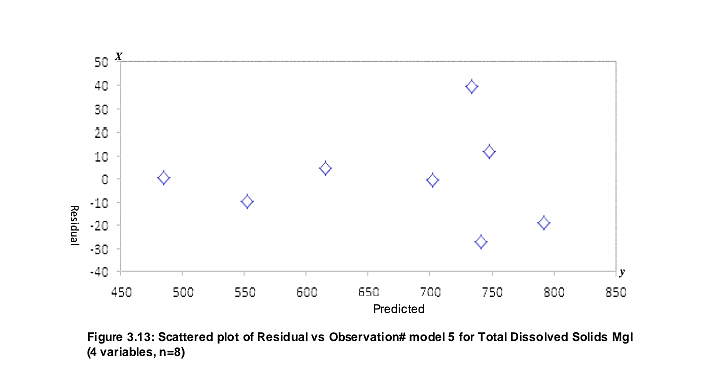 X
50
40
30
20
10
0
-10
-20
-30
-40
Residual
y
450 500 550 600 650 700 750 800 850
Predicted
Figure 3.13: Scattered plot of Residual vs Observation# model 5 for Total Dissolved Solids Mgl
(4 variables, n=8)